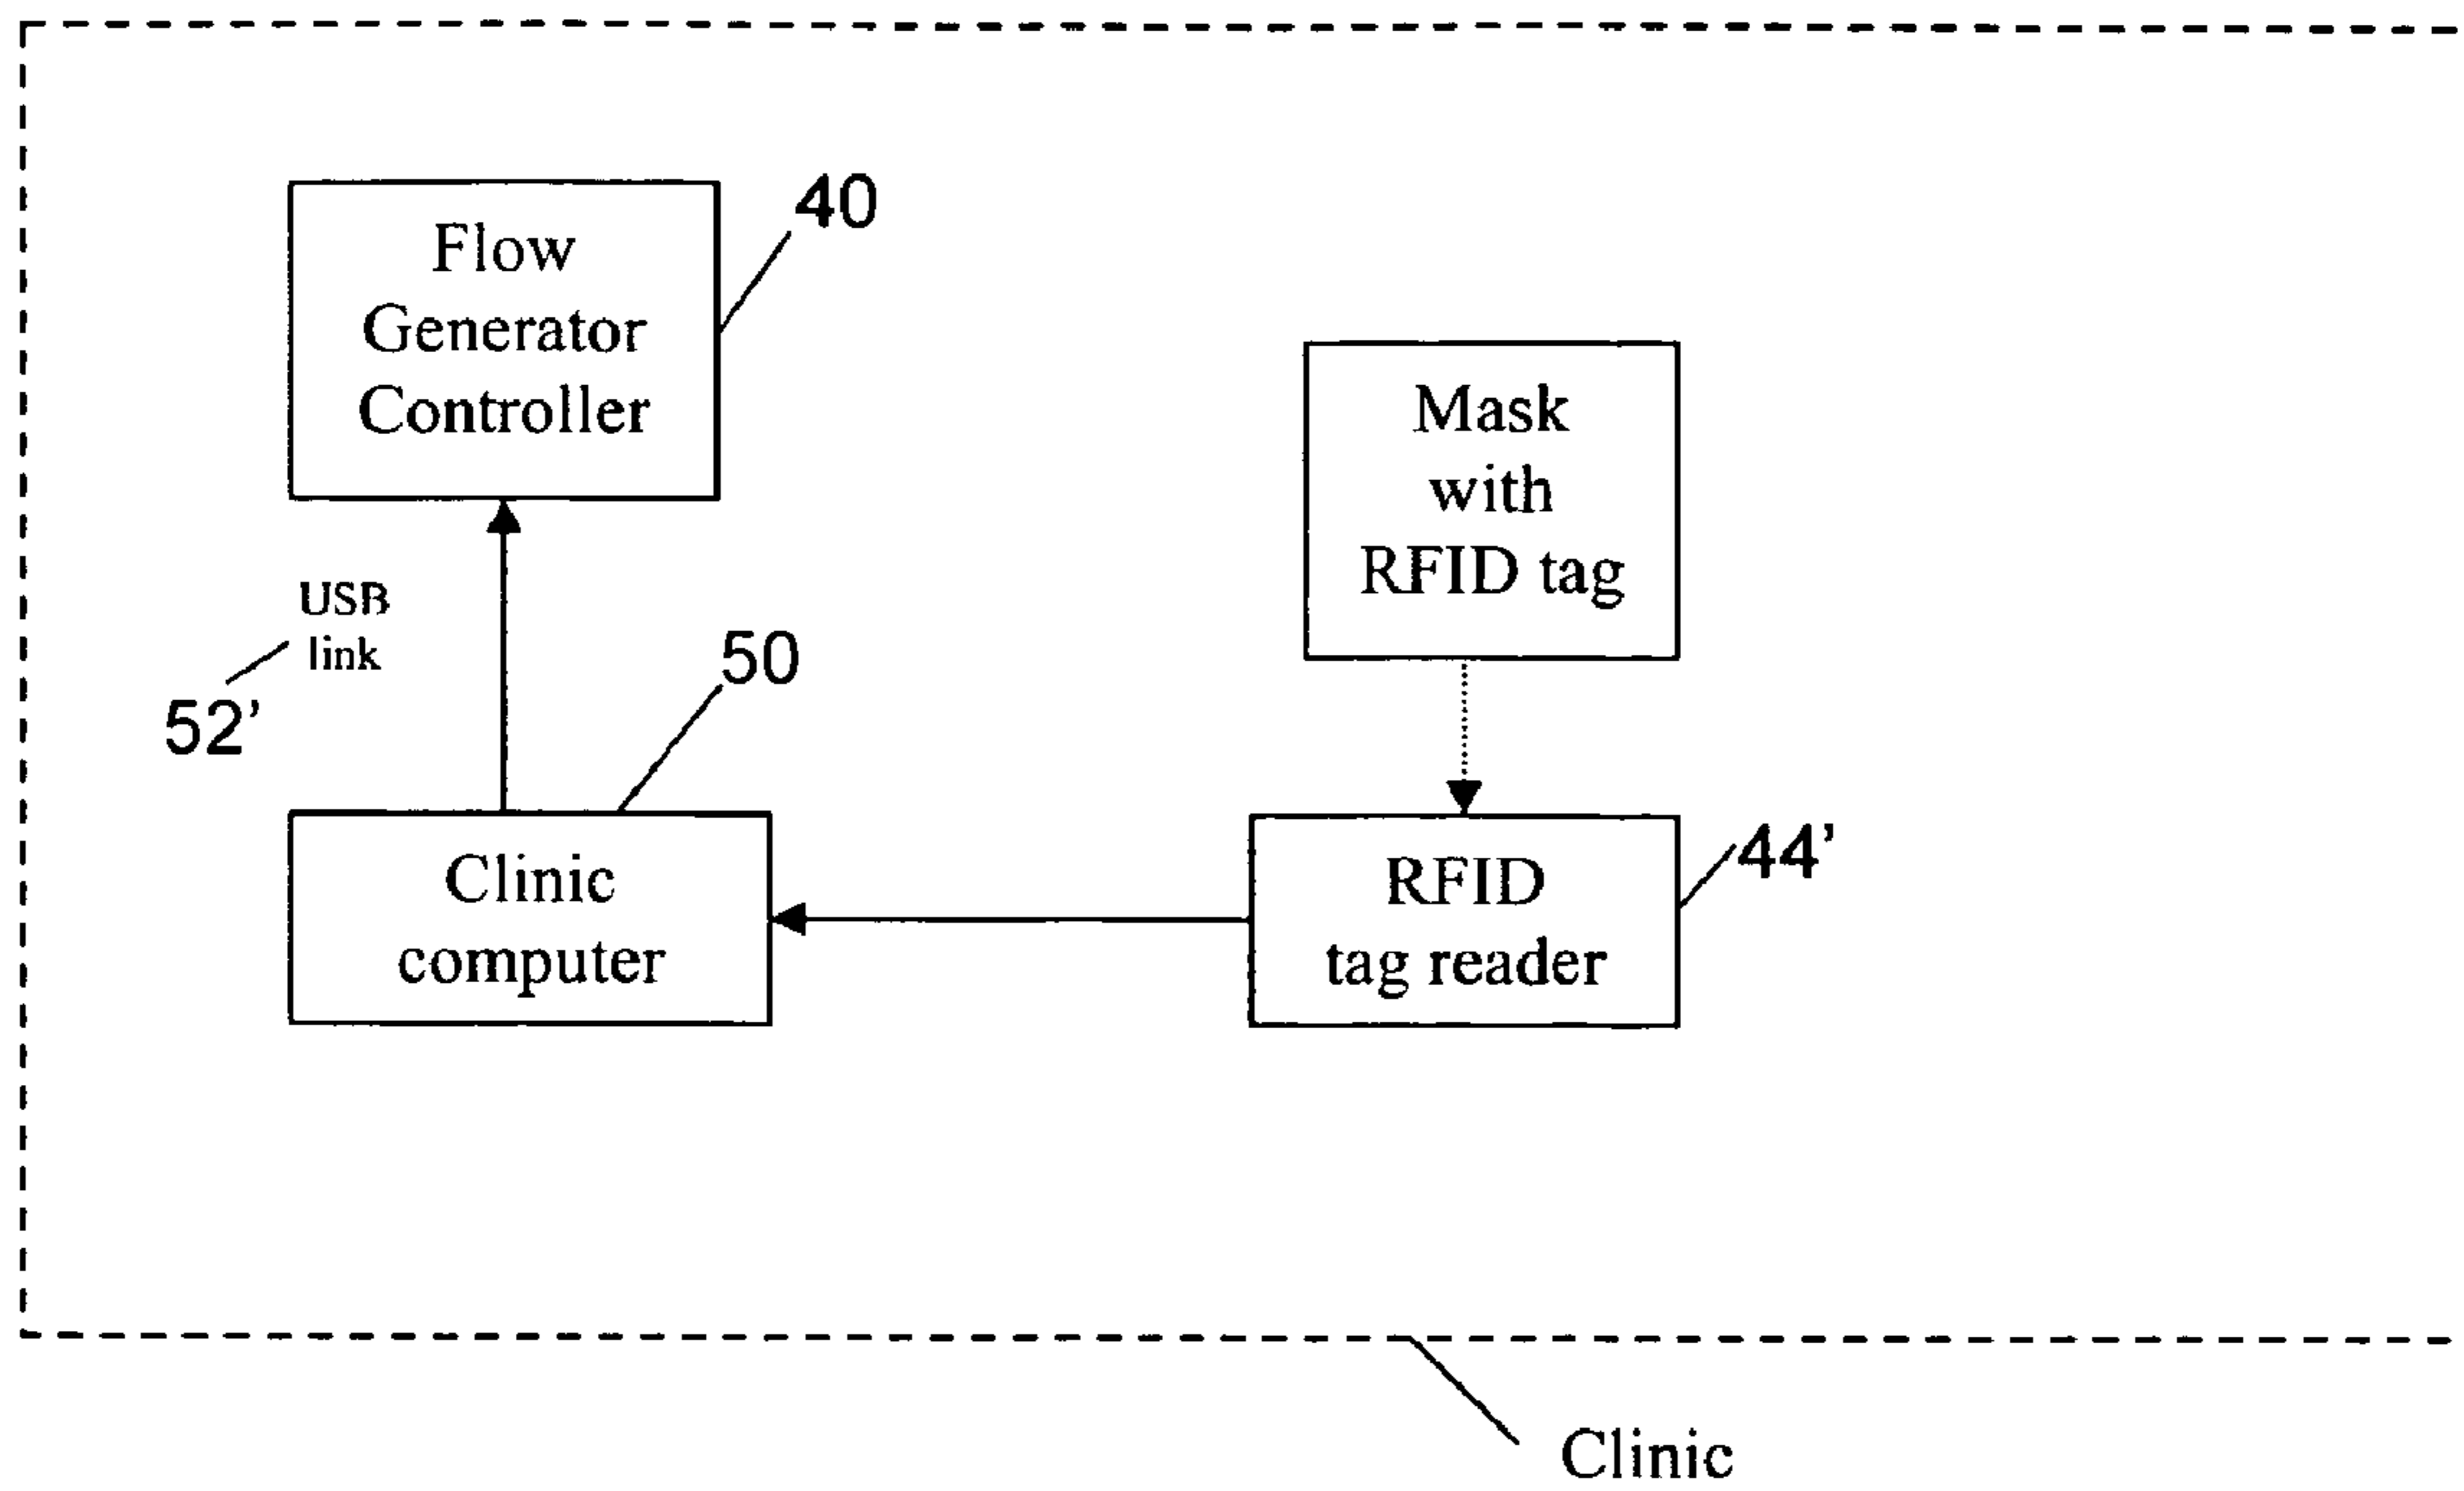 Flow
Generator
Controller
40
Mask
with
RFID tag
USB
link
52’
50
Clinic
computer
RFID
tag reader
44’
Clinic